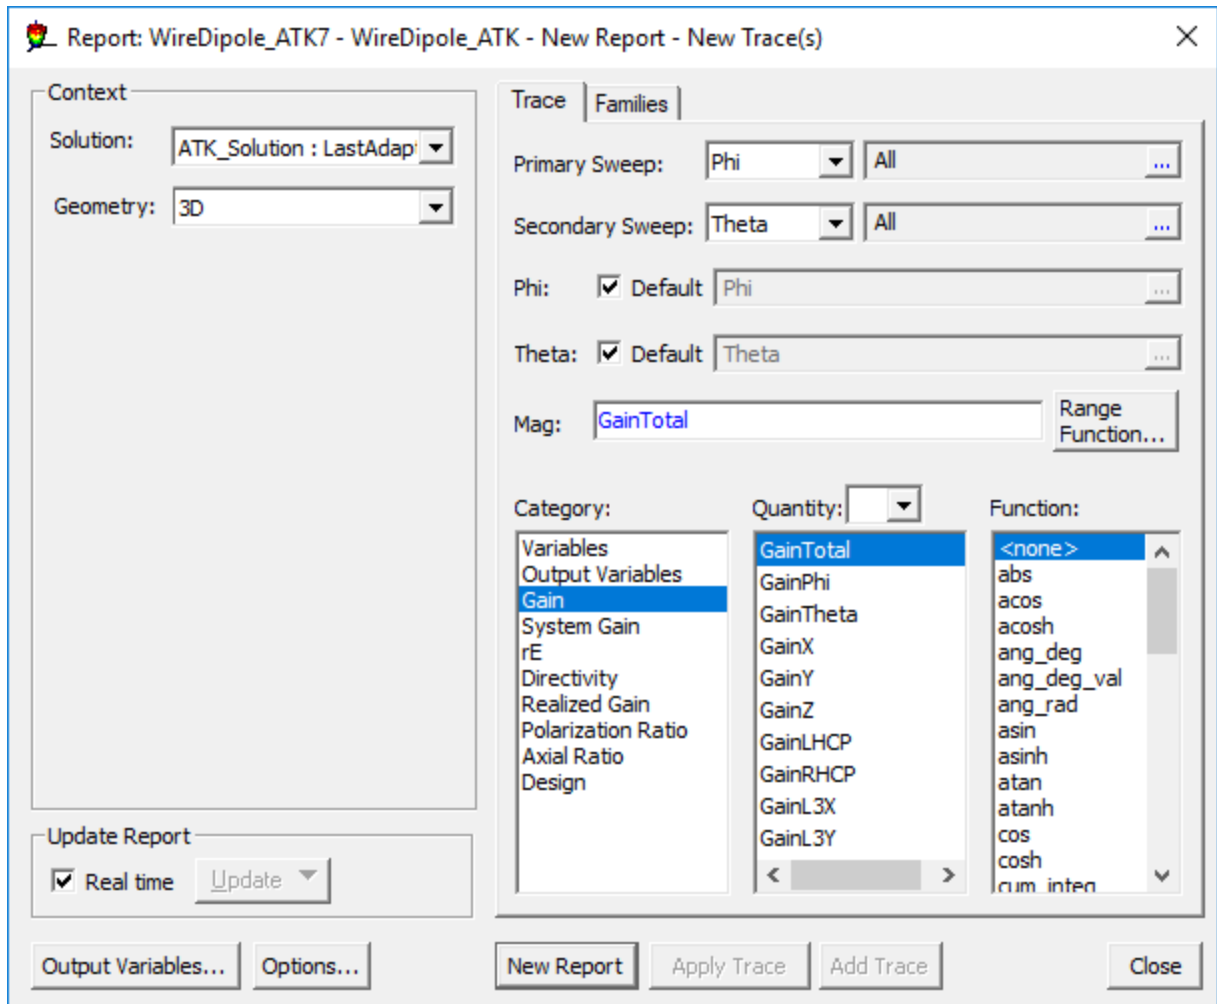 Report: WireDipole_ATK7 - WireDipole_ATK - New Report - New Trace(s)
Context
Solution: ATK_Solution : LastAdap
Geometry: 3D
Update Report
Real time Update
Output Variables... Options...
Trace Families
Primary Sweep: Phi All ...
Secondary Sweep: Theta All ...
Phi: Default Phi ...
Theta: Default Theta ...
Mag: GainTotal Range
Function...
Category:
Variables
Output Variables
Gain
System Gain
rE
Directivity
Realized Gain
Polarization Ratio
Axial Ratio
Design
Quantity:
GainTotal
GainPhi
GainTheta
GainX
GainY
GainZ
GainLHCP
GainRHCP
GainL3X
GainL3Y
Function:
<none>
abs
acos
acosh
ang_deg
ang_deg_val
ang_rad
asin
asinh
atan
atanh
cos
cosh
cum_integ
New Report Apply Trace Add Trace Close